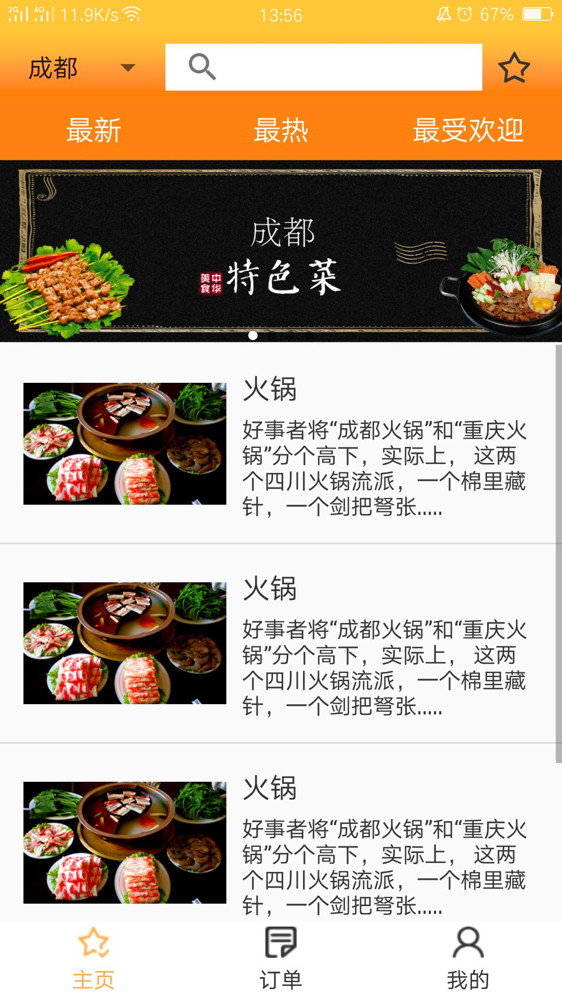 2G 4G 11.9K/s 13:56 67%
成都
最新 最热 最受欢迎
成都
中华美食 特色菜
火锅
好事者将“成都火锅”和“重庆火
锅”分个高下，实际上， 这两
个四川火锅流派，一个棉里藏
针，一个剑把弩张.....
火锅
好事者将“成都火锅”和“重庆火
锅”分个高下，实际上， 这两
个四川火锅流派，一个棉里藏
针，一个剑把弩张.....
火锅
好事者将“成都火锅”和“重庆火
锅”分个高下，实际上， 这两
个四川火锅流派，一个棉里藏
针，一个剑把弩张.....
主页 订单 我的